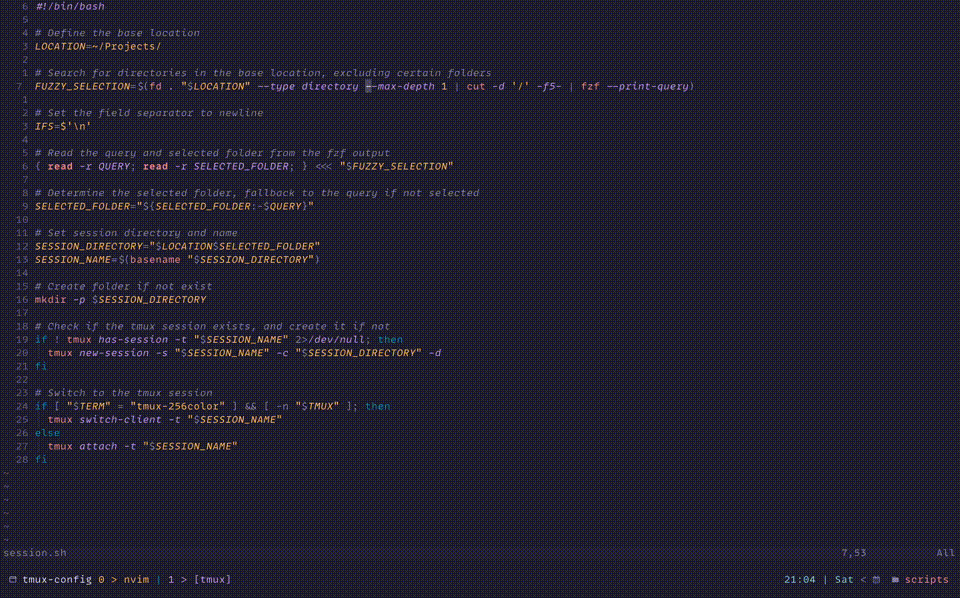 6 #!/bin/bash
5
4 # Define the base location
3 LOCATION=~/Projects/
2
1 # Search for directories in the base location, excluding certain folders
7 FUZZY_SELECTION=$(fd . "$LOCATION" --type directory --max-depth 1 | cut -d '/' -f5- | fzf --print-query)
1
2 # Set the field separator to newline
3 IFS=$'\n'
4
5 # Read the query and selected folder from the fzf output
6 { read -r QUERY; read -r SELECTED_FOLDER; } <<< "$FUZZY_SELECTION"
7
8 # Determine the selected folder, fallback to the query if not selected
9 SELECTED_FOLDER="${SELECTED_FOLDER:-$QUERY}"
10
11 # Set session directory and name
12 SESSION_DIRECTORY="$LOCATION$SELECTED_FOLDER"
13 SESSION_NAME=$(basename "$SESSION_DIRECTORY")
14
15 # Create folder if not exist
16 mkdir -p $SESSION_DIRECTORY
17
18 # Check if the tmux session exists, and create it if not
19 if ! tmux has-session -t "$SESSION_NAME" 2>/dev/null; then
20 tmux new-session -s "$SESSION_NAME" -c "$SESSION_DIRECTORY" -d
21 fi
22
23 # Switch to the tmux session
24 if [ "$TERM" = "tmux-256color" ] && [ -n "$TMUX" ]; then
25 tmux switch-client -t "$SESSION_NAME"
26 else
27 tmux attach -t "$SESSION_NAME"
28 fi
~
~
~
~
~
~
session.sh 7,53 All
tmux-config 0 > nvim | 1 > [tmux] 21:04 | Sat < scripts